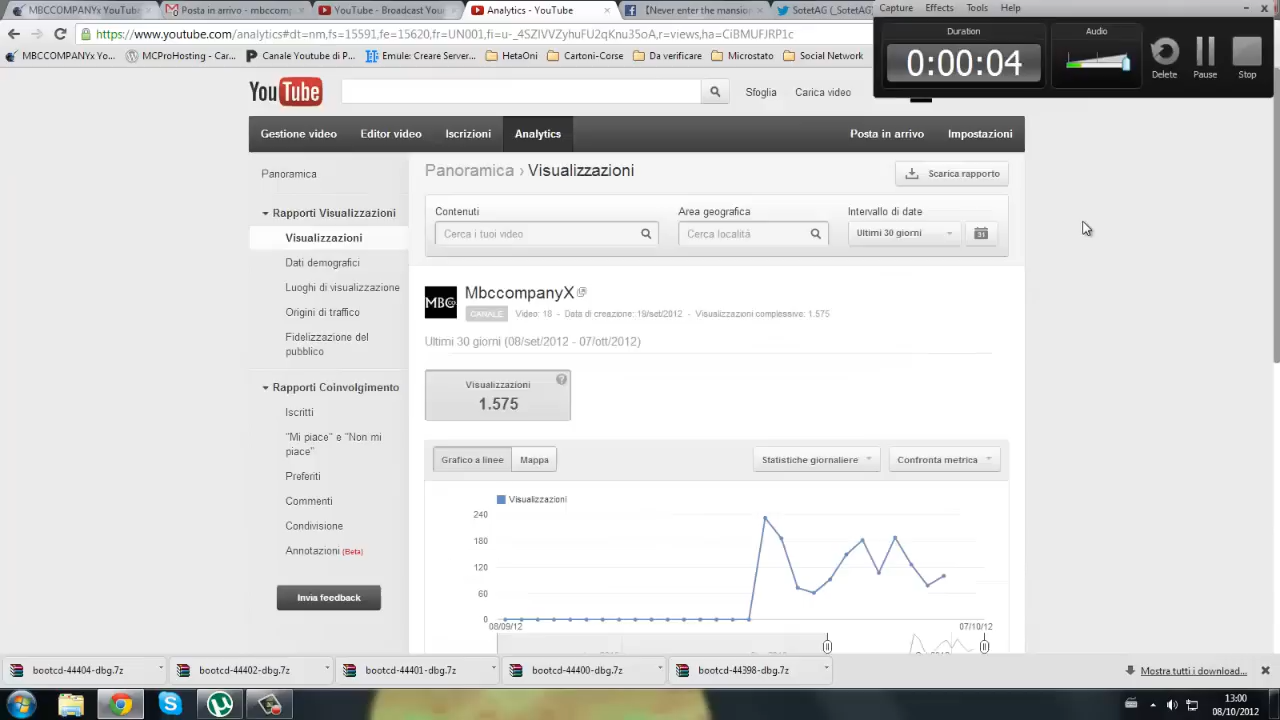 MBCCOMPANYx YouTube
Posta in arrivo - mbccomp
YouTube - Broadcast Your
Analytics - YouTube
【Never enter the mansion
SotetAG (_SotetAG)
Capture Effects Tools Help
https://www.youtube.com/analytics#dt=nm,fs=15591,fe=15620,fr=UN001,fi=u-_4SZIVVZyhuFU2qKnu35oA,r=views,ha=CiBMUFJRP1c
MBCCOMPANYx Yo...
MCProHosting - Car...
Canale Youtube di P...
Emule: Creare Server...
HetaOni
Cartoni-Corse
Da verificare
Microstato
Social Network
Duration
0:00:04
Audio
Delete
Pause
Stop
YouTube
Sfoglia
Carica video
Gestione video
Editor video
Iscrizioni
Analytics
Posta in arrivo
Impostazioni
Panoramica
Rapporti Visualizzazioni
Visualizzazioni
Dati demografici
Luoghi di visualizzazione
Origini di traffico
Fidelizzazione del
pubblico
Rapporti Coinvolgimento
Iscritti
"Mi piace" e "Non mi
piace"
Preferiti
Commenti
Condivisione
Annotazioni (Beta)
Invia feedback
Panoramica › Visualizzazioni
Scarica rapporto
Contenuti
Area geografica
Intervallo di date
Cerca i tuoi video
Cerca località
Ultimi 30 giorni
31
MBC
MbccompanyX
CANALE
Video: 18 - Data di creazione: 18/set/2012 - Visualizzazioni complessive: 1.575
Ultimi 30 giorni (08/set/2012 - 07/ott/2012)
Visualizzazioni
?
1.575
Grafico a linee
Mappa
Statistiche giornaliere
Confronta metrica
Visualizzazioni
240
180
120
60
0
08/09/12
07/10/12
bootcd-44404-dbg.7z
bootcd-44402-dbg.7z
bootcd-44401-dbg.7z
bootcd-44400-dbg.7z
bootcd-44398-dbg.7z
Mostra tutti i download...
13:00
08/10/2012